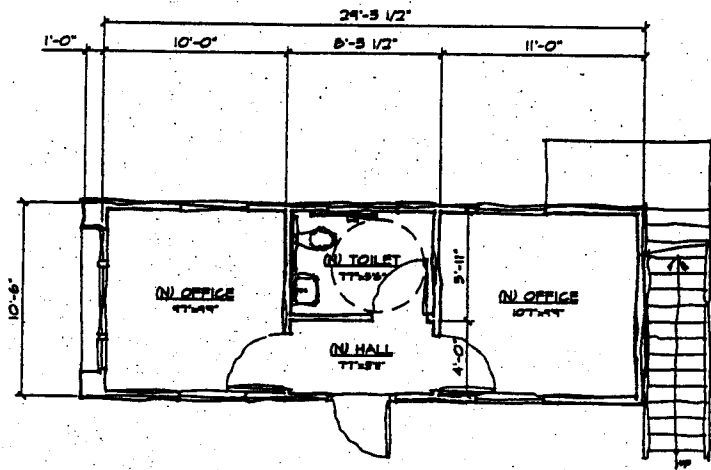 29'-5 1/2"
1'-0"
10'-0"
8'-5 1/2"
11'-0"
10'-6"
(N) TOILET
5'-11"
(N) OFFICE
(N) OFFICE
(N) HALL
4'-0"
UP